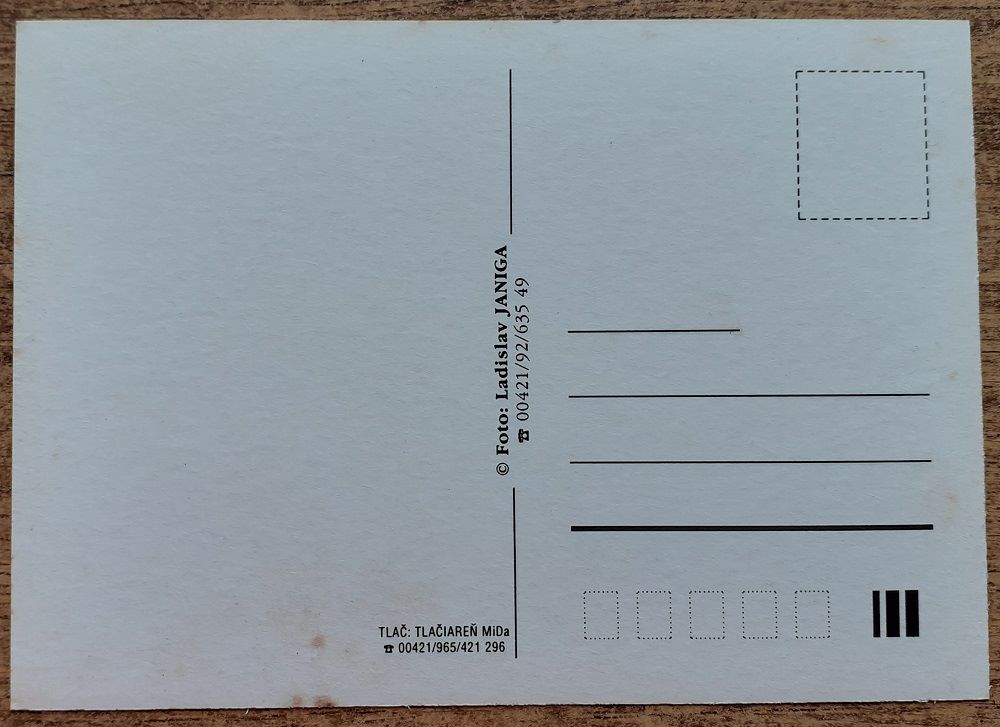 © Foto: Ladislav JANIGA
☎ 00421/92/635 49
TLAČ: TLAČIAREŇ MiDa
☎ 00421/965/421 296